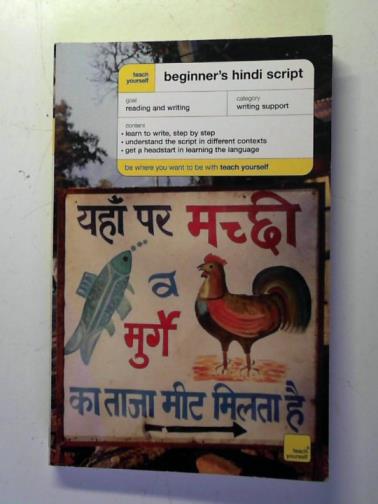 teach
yourself
beginner's hindi script
goal
reading and writing
category
writing support
content
• learn to write, step by step
• understand the script in different contexts
• get a headstart in learning the language
be where you want to be with teach yourself
यहाँ पर मच्छी
व
मुर्गे
का ताजा मीट मिलता है
teach
yourself